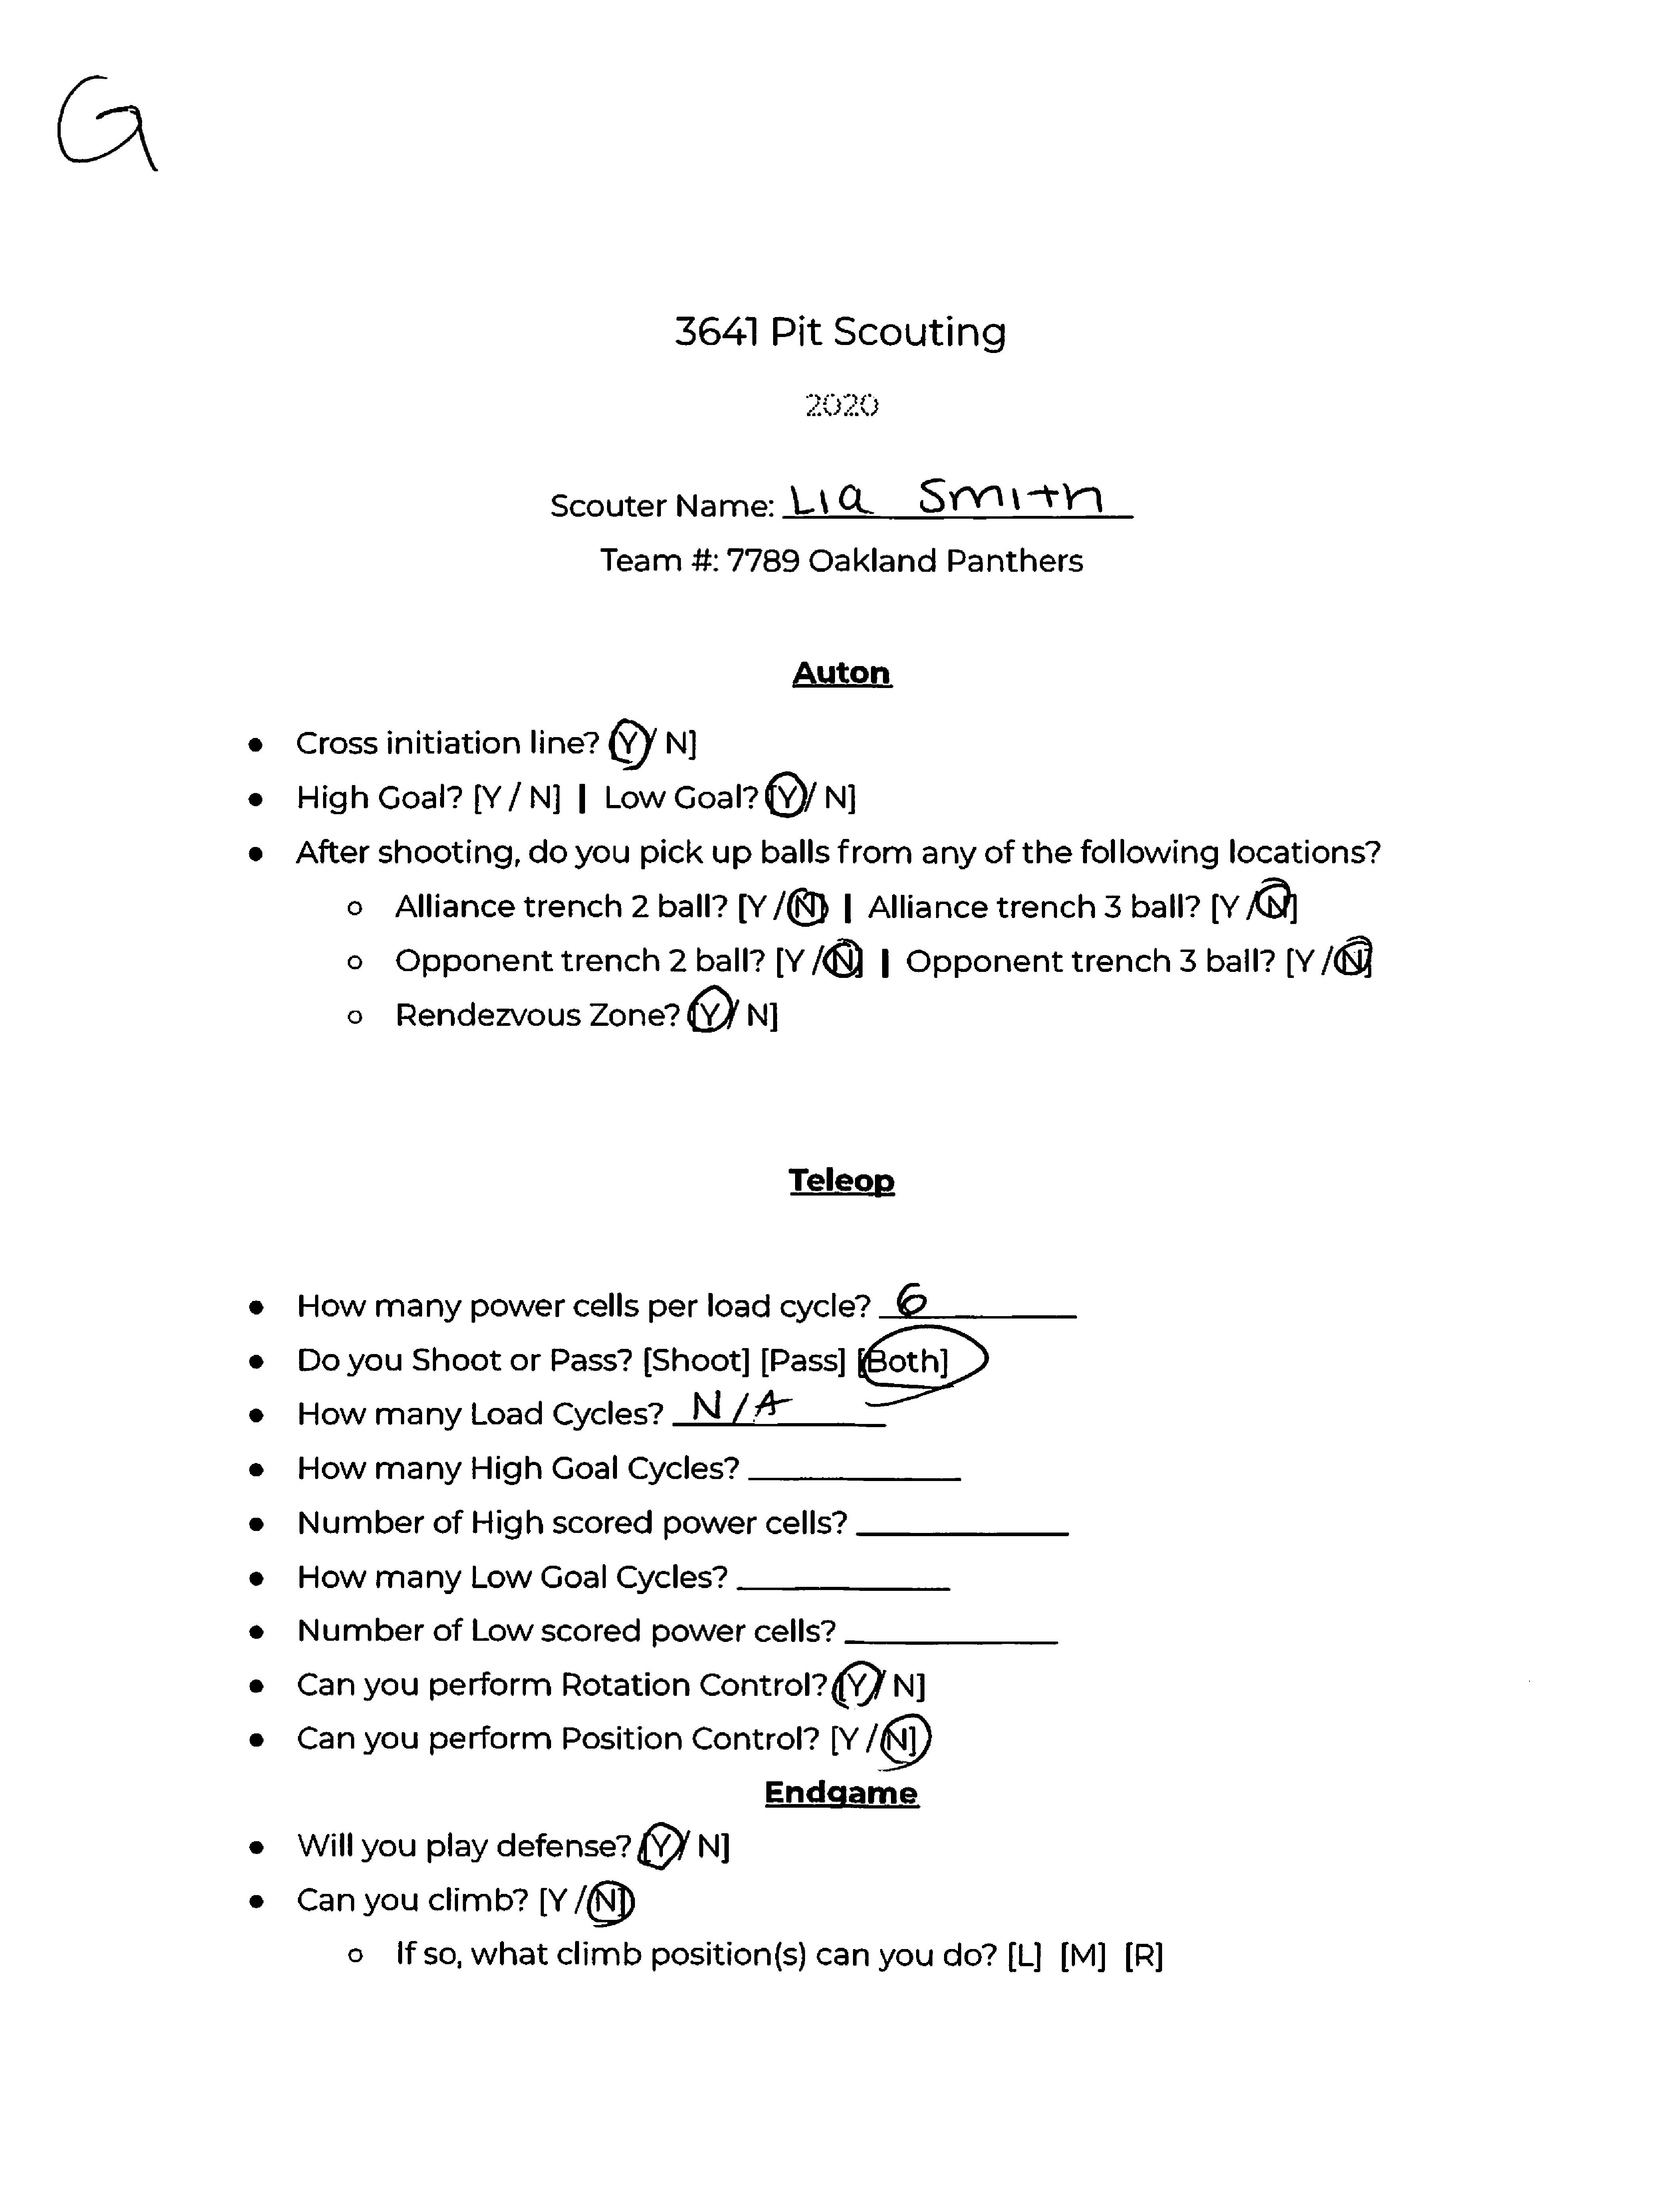 G
3641 Pit Scouting
2020
Scouter Name: Lia Smith
Team #: 7789 Oakland Panthers
Auton
● Cross initiation line? [Y / N]
● High Goal? [Y / N] | Low Goal? [Y / N]
● After shooting, do you pick up balls from any of the following locations?
○ Alliance trench 2 ball? [Y / N] | Alliance trench 3 ball? [Y / N]
○ Opponent trench 2 ball? [Y / N] | Opponent trench 3 ball? [Y / N]
○ Rendezvous Zone? [Y / N]
Teleop
● How many power cells per load cycle? 6
● Do you Shoot or Pass? [Shoot] [Pass] [Both]
● How many Load Cycles? N/A
● How many High Goal Cycles? ____________
● Number of High scored power cells? ____________
● How many Low Goal Cycles? ____________
● Number of Low scored power cells? ____________
● Can you perform Rotation Control? [Y / N]
● Can you perform Position Control? [Y / N]
Endgame
● Will you play defense? [Y / N]
● Can you climb? [Y / N]
○ If so, what climb position(s) can you do? [L] [M] [R]